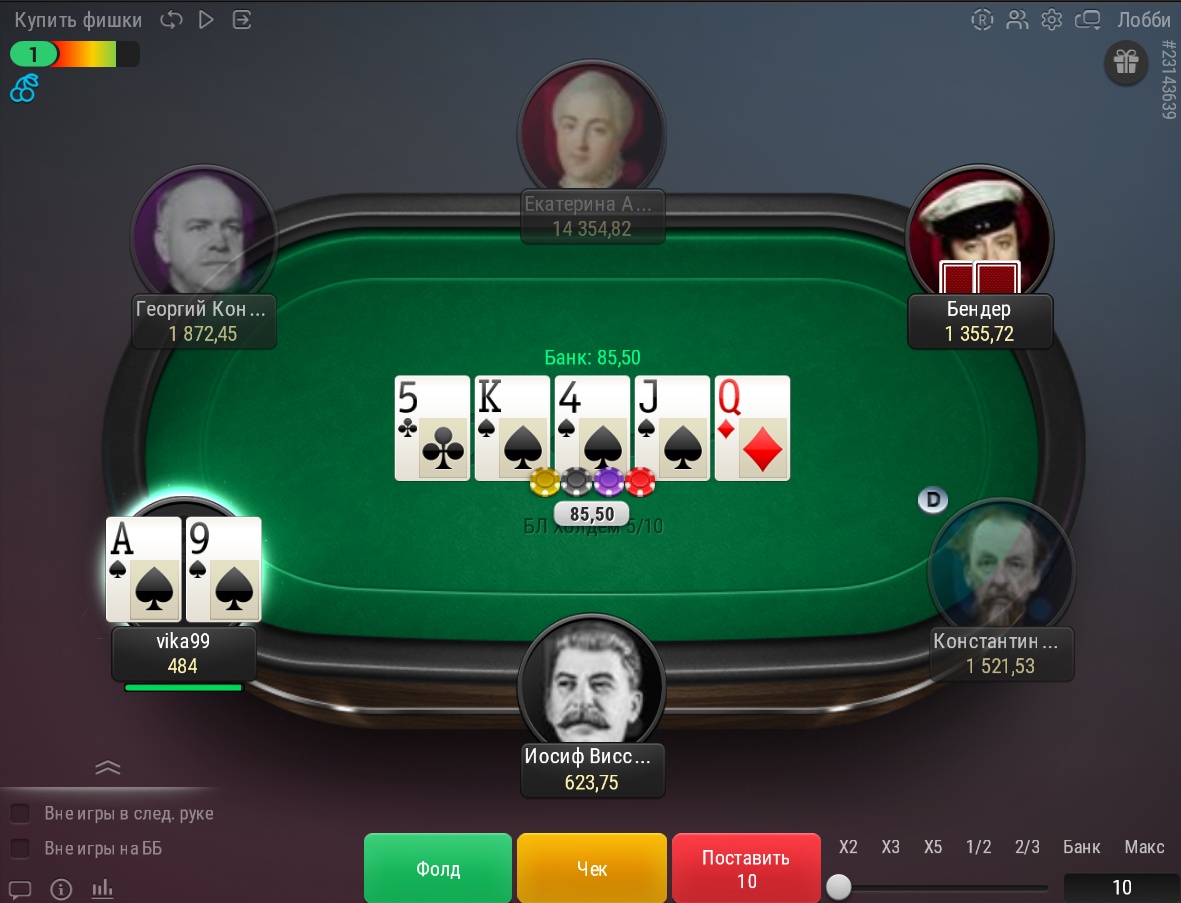 Купить фишки
Лобби
1
#23143639
Екатерина А...
14 354,82
Георгий Кон...
1 872,45
Бендер
1 355,72
Банк: 85,50
5 K 4 J Q
85,50
БЛ Холдем 5/10
D
A 9
vika99
484
Константин...
1 521,53
Иосиф Висс...
623,75
Вне игры в след. руке
Вне игры на ББ
Фолд
Чек
Поставить
10
X2 X3 X5 1/2 2/3 Банк Макс
10